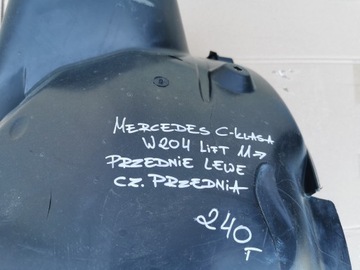 MERCEDES C-KLASA
W204 LIFT 11→
PRZEDNIE LEWE
CZ. PRZEDNIA
240
T